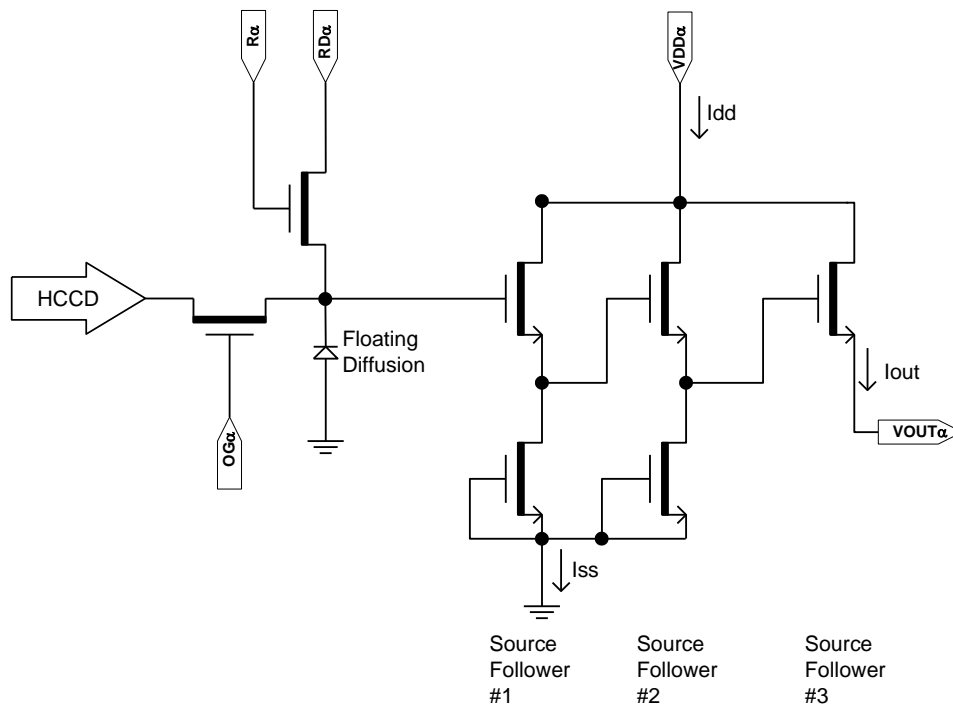 Rα
RDα
VDDα
Idd
HCCD
Floating
Diffusion
OGα
Iout
VOUTα
Iss
Source
Follower
#1
Source
Follower
#2
Source
Follower
#3